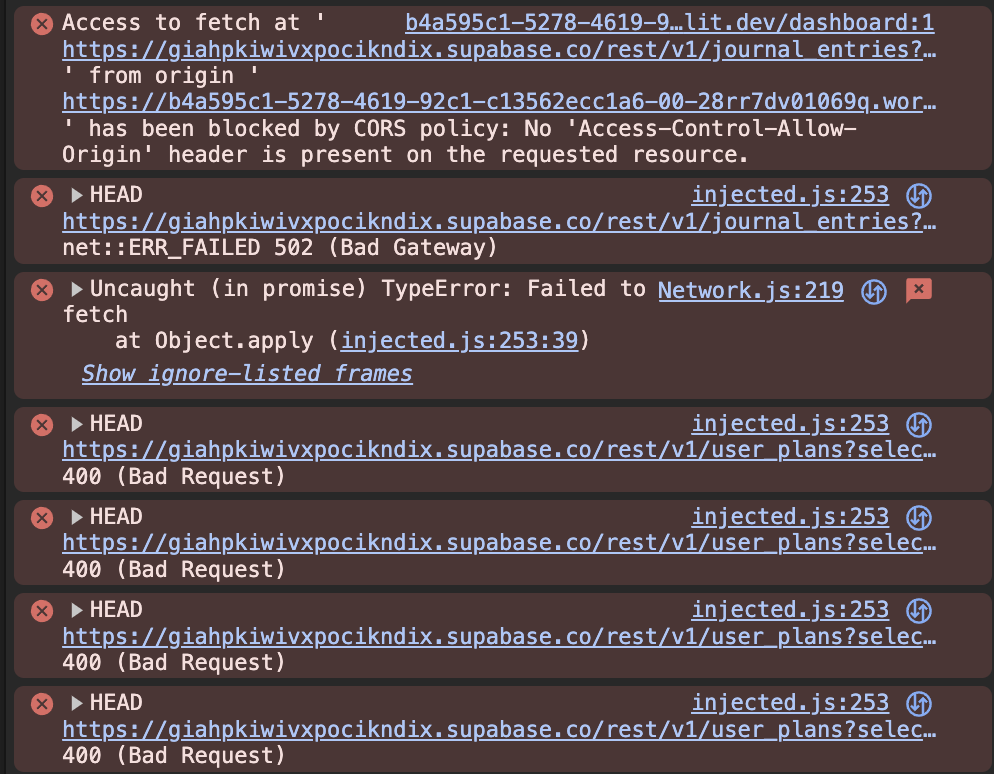 Access to fetch at ' b4a595c1-5278-4619-9…lit.dev/dashboard:1
https://giahpkiwivxpocikndix.supabase.co/rest/v1/journal_entries?…
' from origin '
https://b4a595c1-5278-4619-92c1-c13562ecc1a6-00-28rr7dv01069q.wor…
' has been blocked by CORS policy: No 'Access-Control-Allow-
Origin' header is present on the requested resource.
HEAD injected.js:253
https://giahpkiwivxpocikndix.supabase.co/rest/v1/journal_entries?…
net::ERR_FAILED 502 (Bad Gateway)
Uncaught (in promise) TypeError: Failed to Network.js:219
fetch
at Object.apply (injected.js:253:39)
Show ignore-listed frames
HEAD injected.js:253
https://giahpkiwivxpocikndix.supabase.co/rest/v1/user_plans?selec…
400 (Bad Request)
HEAD injected.js:253
https://giahpkiwivxpocikndix.supabase.co/rest/v1/user_plans?selec…
400 (Bad Request)
HEAD injected.js:253
https://giahpkiwivxpocikndix.supabase.co/rest/v1/user_plans?selec…
400 (Bad Request)
HEAD injected.js:253
https://giahpkiwivxpocikndix.supabase.co/rest/v1/user_plans?selec…
400 (Bad Request)